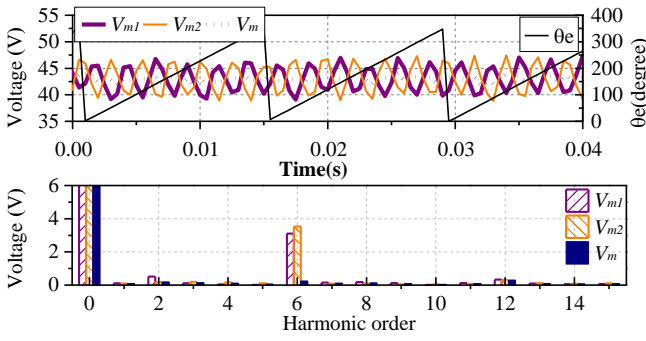 55
50
45
40
35
Voltage (V)
Vm1 Vm2 Vm
θe
400
300
200
100
0
θe(degree)
0.00 0.01 0.02 0.03 0.04
Time(s)
6
4
2
0
Voltage (V)
Vm1
Vm2
Vm
0 2 4 6 8 10 12 14
Harmonic order